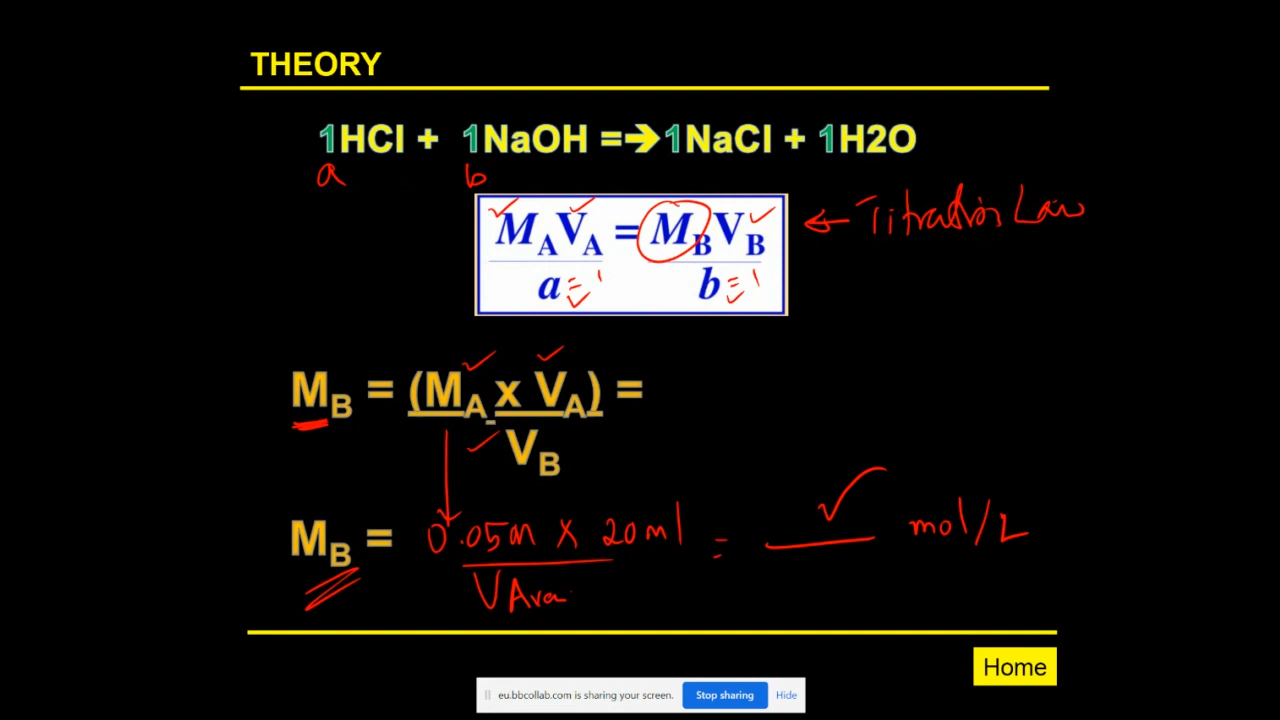 THEORY
1HCl + 1NaOH =➔1NaCl + 1H2O
a b
MAVA = MBVB ← Titration Law
a = 1 b = 1
MB = (MA x VA) =
VB
MB = 0.05m x 20ml = mol/L
VAva
Home
eu.bbcollab.com is sharing your screen. Stop sharing Hide